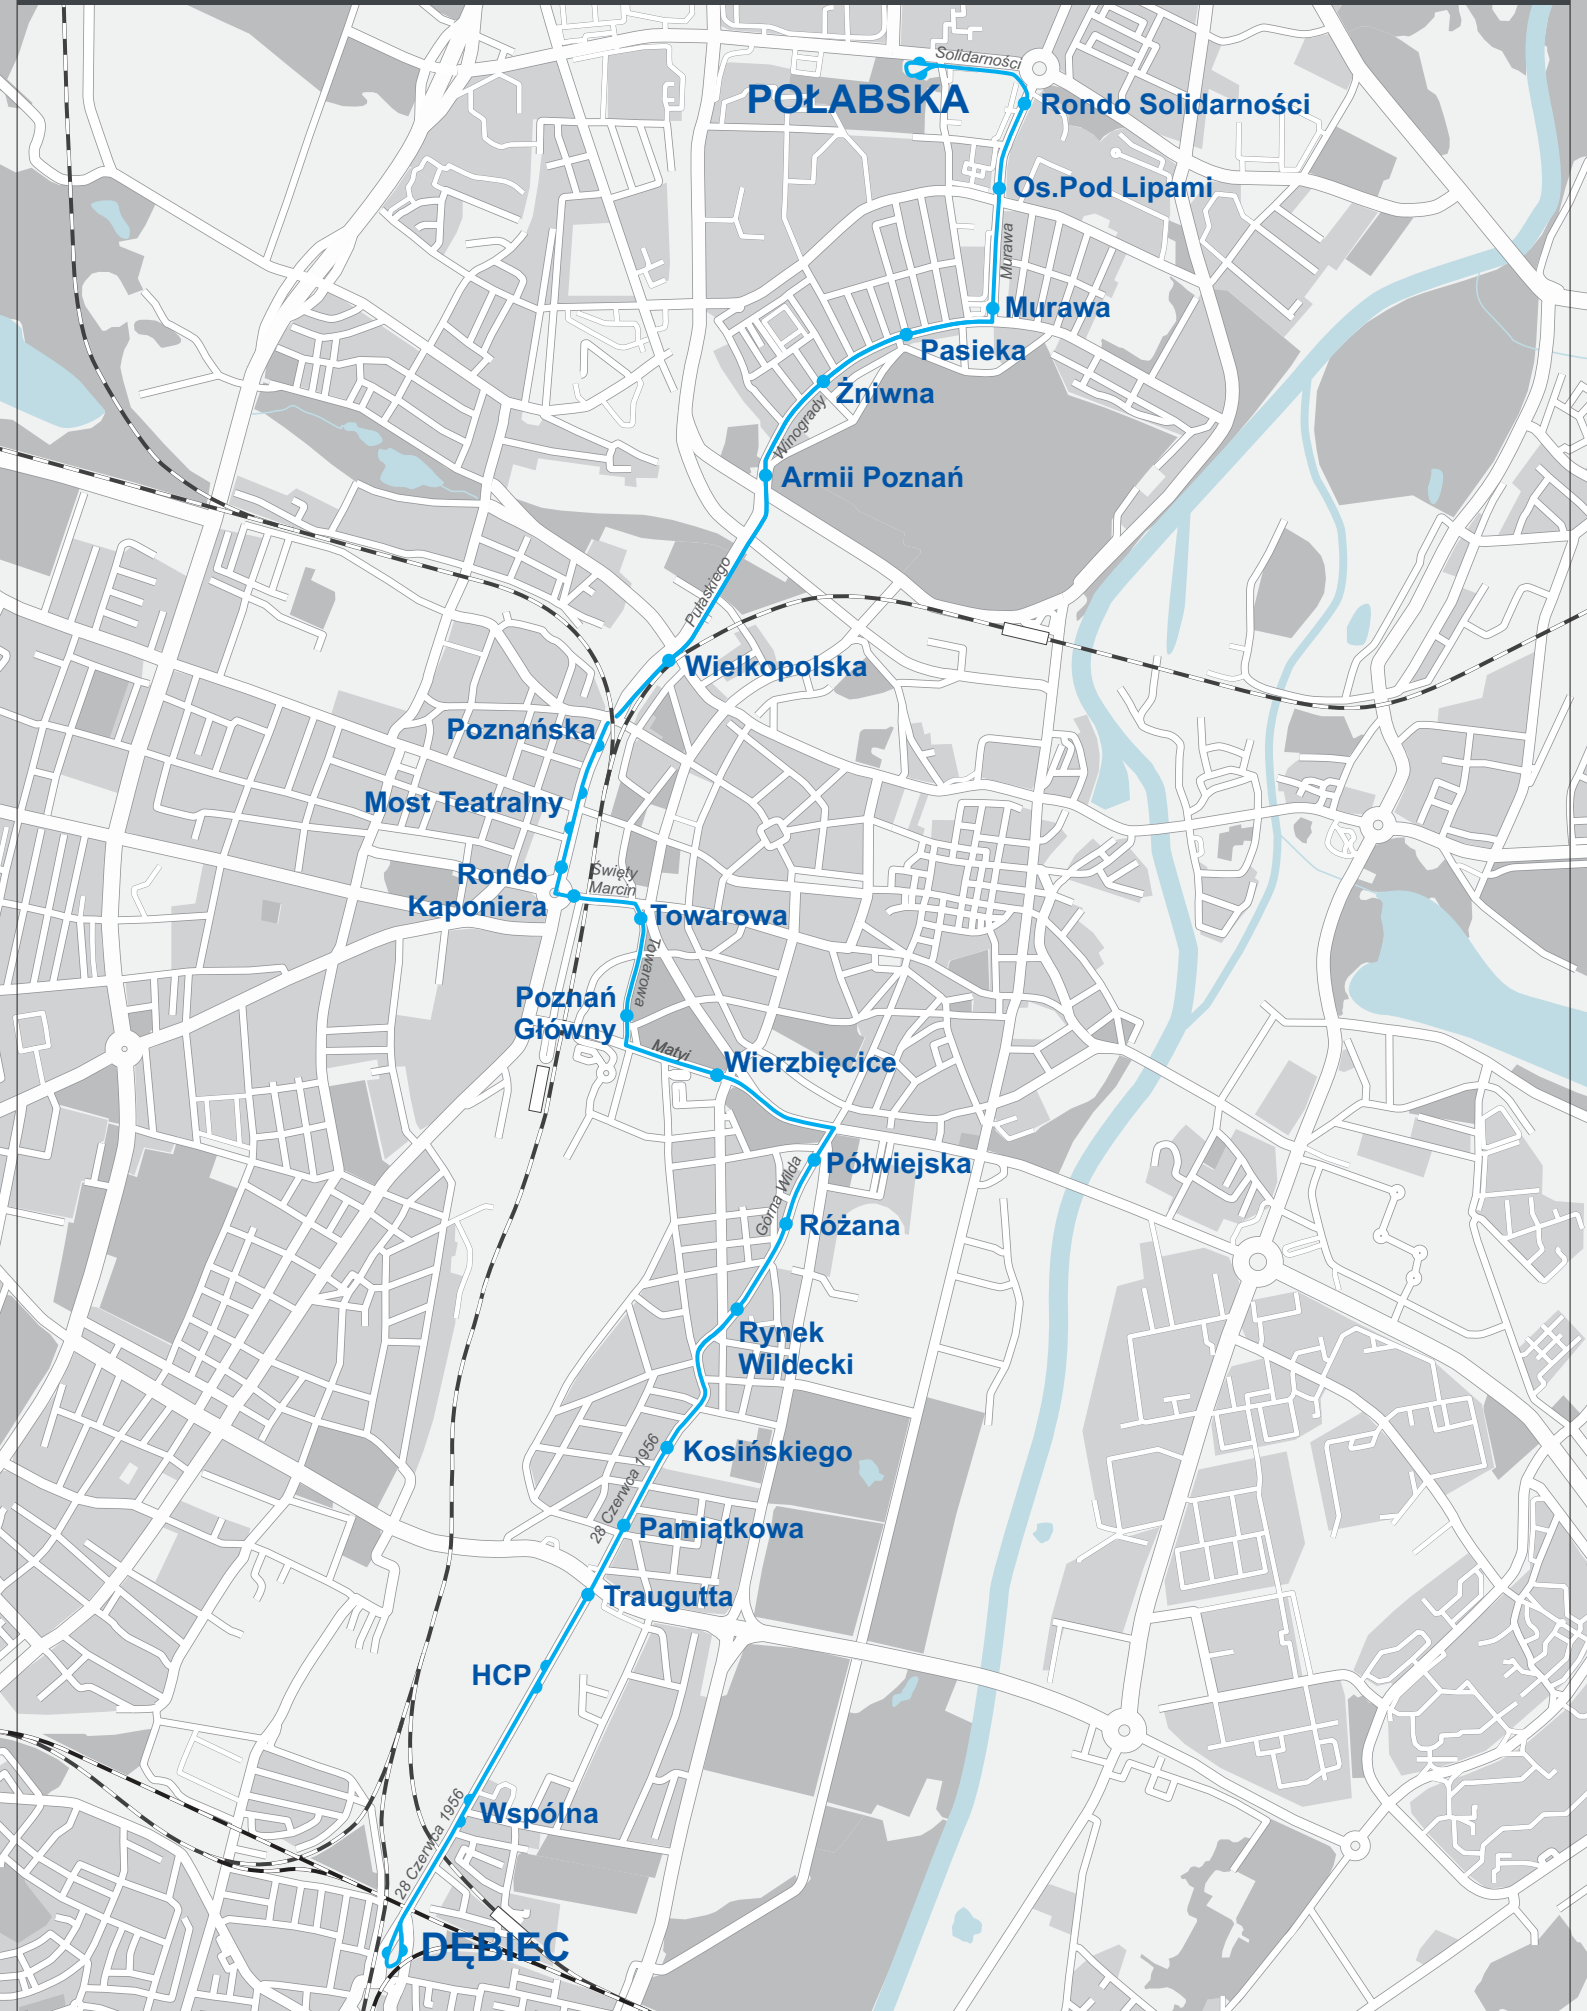 Solidarności
POŁABSKA
Rondo Solidarności
Os.Pod Lipami
Murawa
Murawa
Pasieka
Żniwna
Winogrady
Armii Poznań
Pułaskiego
Wielkopolska
Poznańska
Most Teatralny
Rondo
Kaponiera
Święty
Marcin
Towarowa
Towarowa
Poznań
Główny
Matyi
Wierzbięcice
Półwiejska
Górna Wilda
Różana
Rynek
Wildecki
Kosińskiego
28 Czerwca 1956
Pamiątkowa
Traugutta
HCP
Wspólna
28 Czerwca 1956
DĘBIEC